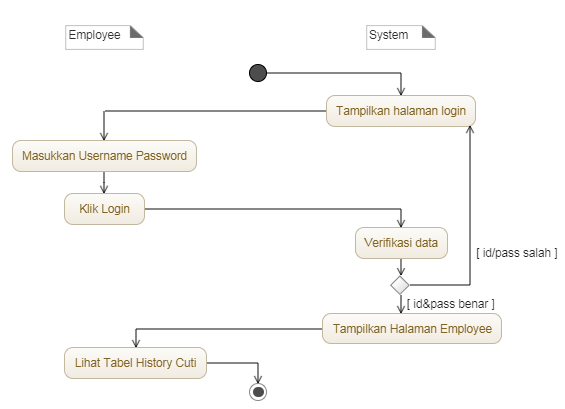 Employee
System
Tampilkan halaman login
Masukkan Username Password
Klik Login
Verifikasi data
[ id/pass salah ]
[ id&pass benar ]
Tampilkan Halaman Employee
Lihat Tabel History Cuti